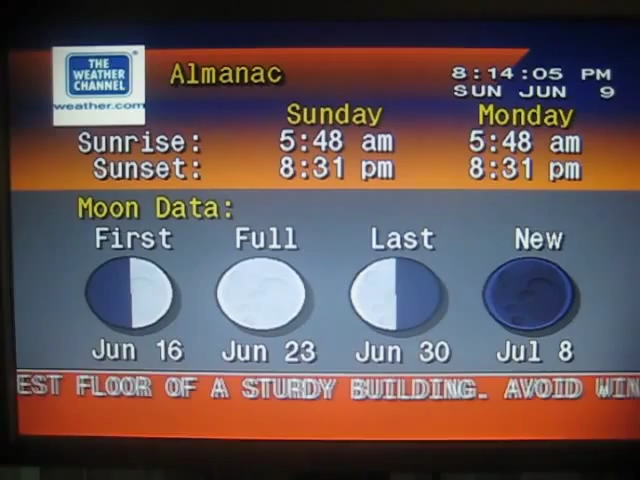 THE
WEATHER
CHANNEL
weather.com
Almanac
8:14:05 PM
SUN JUN 9
Sunday Monday
Sunrise: 5:48 am 5:48 am
Sunset: 8:31 pm 8:31 pm
Moon Data:
First Full Last New
Jun 16 Jun 23 Jun 30 Jul 8
EST FLOOR OF A STURDY BUILDING. AVOID WIN